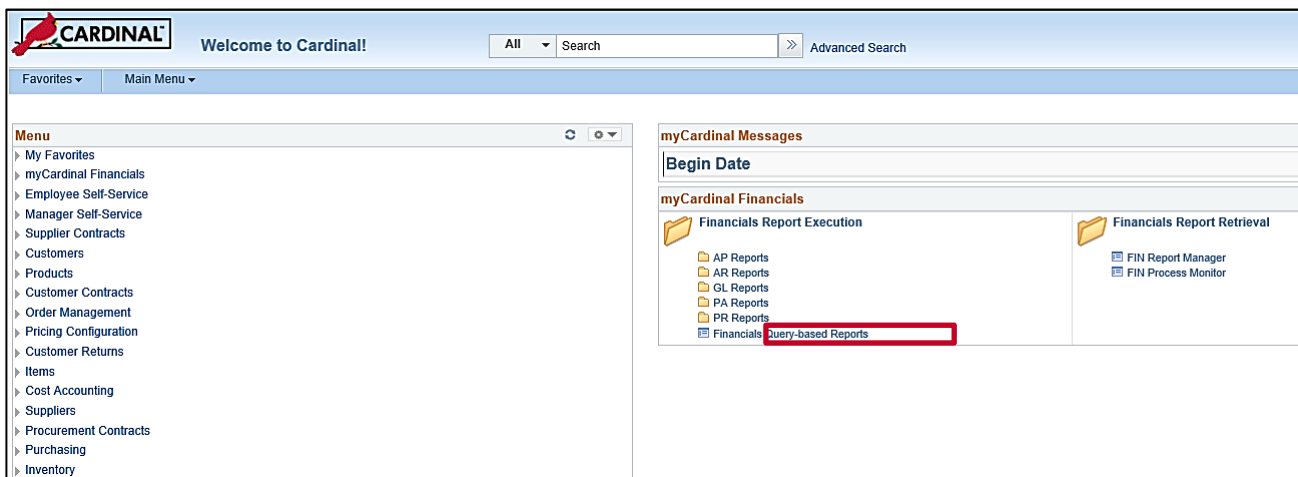 CARDINAL™
Welcome to Cardinal!
All Search Advanced Search
Favorites Main Menu
Menu
My Favorites
myCardinal Financials
Employee Self-Service
Manager Self-Service
Supplier Contracts
Customers
Products
Customer Contracts
Order Management
Pricing Configuration
Customer Returns
Items
Cost Accounting
Suppliers
Procurement Contracts
Purchasing
Inventory
myCardinal Messages
Begin Date
myCardinal Financials
Financials Report Execution
AP Reports
AR Reports
GL Reports
PA Reports
PR Reports
Financials Query-based Reports
Financials Report Retrieval
FIN Report Manager
FIN Process Monitor